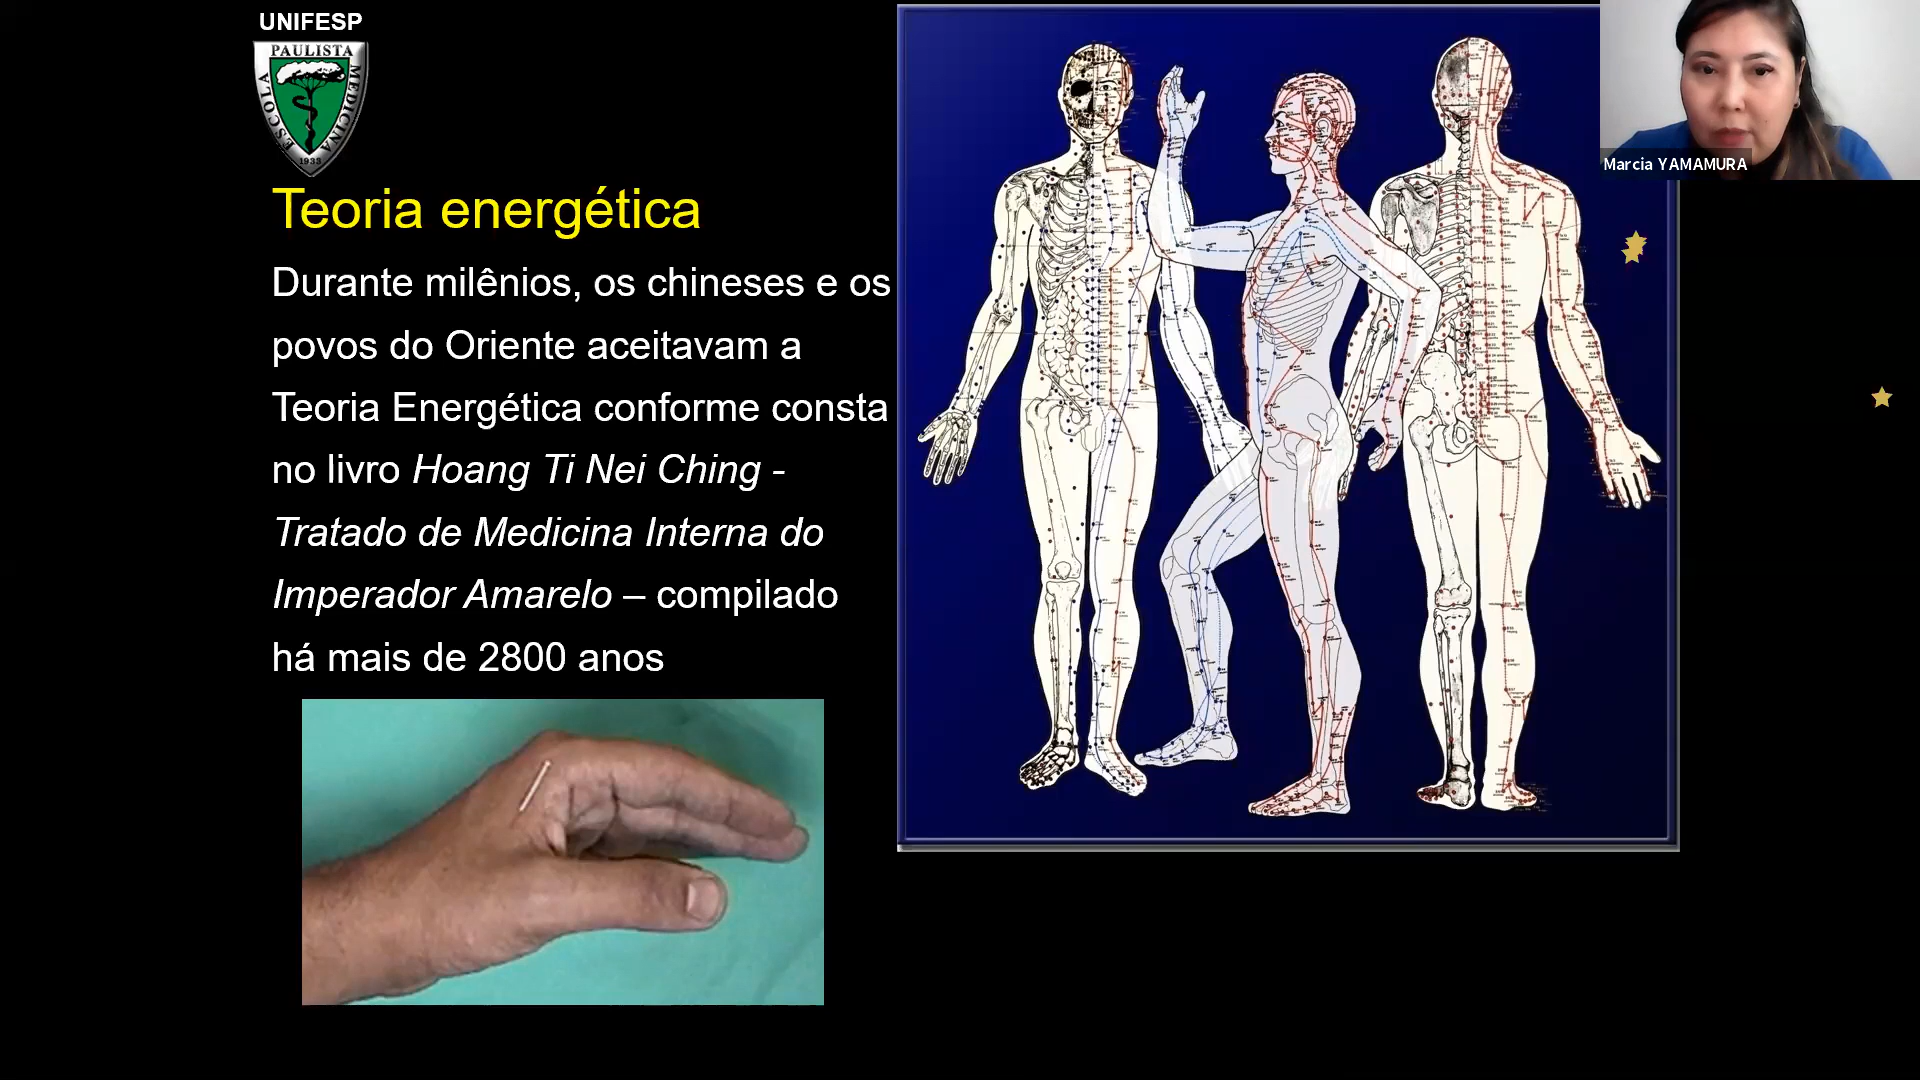 UNIFESP
PAULISTA
ESCOLA
MEDICINA
1933
Teoria energética
Durante milênios, os chineses e os
povos do Oriente aceitavam a
Teoria Energética conforme consta
no livro Hoang Ti Nei Ching -
Tratado de Medicina Interna do
Imperador Amarelo – compilado
há mais de 2800 anos
Marcia YAMAMURA